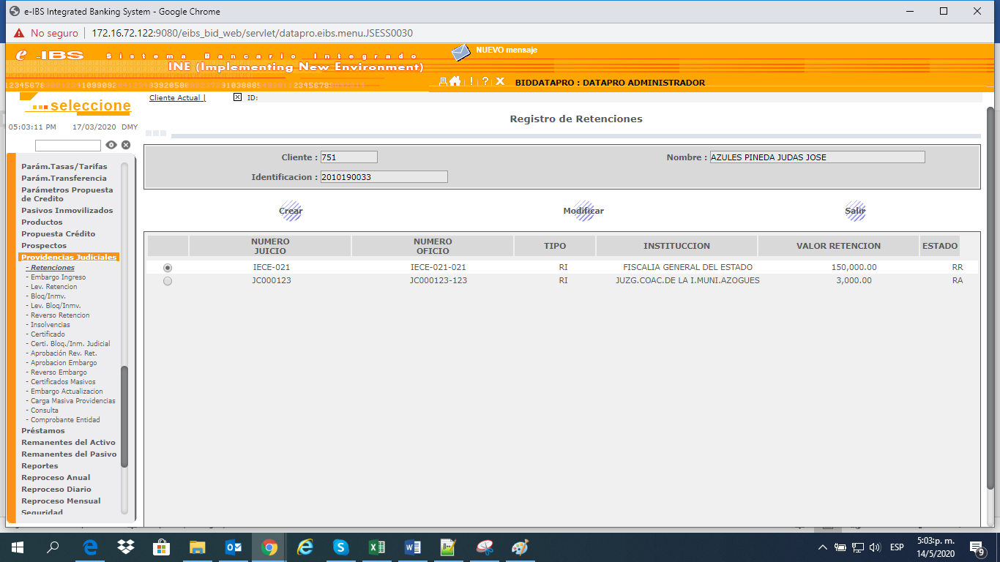 e-IBS Integrated Banking System - Google Chrome
No seguro
172.16.72.122:9080/eibs_bid_web/servlet/datapro.eibs.menu.JSESS0030
e -IBS Sistema Bancario Integrado
INE (Implementing New Environment)
NUEVO mensaje
! ? X BIDDATAPRO : DATAPRO ADMINISTRADOR
seleccione
05:03:11 PM 17/03/2020 DMY
Cliente Actual | ID:
Registro de Retenciones
Cliente : 751
Nombre : AZULES PINEDA JUDAS JOSE
Identificacion : 2010190033
Crear Modificar Salir
NUMERO JUICIO NUMERO OFICIO TIPO INSTITUCCION VALOR RETENCION ESTADO
IECE-021 IECE-021-021 RI FISCALIA GENERAL DEL ESTADO 150,000.00 RR
JC000123 JC000123-123 RI JUZG.COAC.DE LA I.MUNI.AZOGUES 3,000.00 RA
Parám.Tasas/Tarifas
Parám.Transferencia
Parámetros Propuesta
de Credito
Pasivos Inmovilizados
Productos
Propuesta Crédito
Prospectos
Providencias Judiciales
- Retenciones
- Embargo Ingreso
- Lev. Retencion
- Bloq/Inmv.
- Lev. Bloq/Inmv.
- Reverso Retencion
- Insolvencias
- Certificado
- Certi. Bloq./Inm. Judicial
- Aprobación Rev. Ret.
- Aprobacion Embargo
- Reverso Embargo
- Certificados Masivos
- Embargo Actualizacion
- Carga Masiva Providencias
- Consulta
- Comprobante Entidad
Préstamos
Remanentes del Activo
Remanentes del Pasivo
Reportes
Reproceso Anual
Reproceso Diario
Reproceso Mensual
Seguridad
ESP
5:03 p. m.
14/5/2020
9